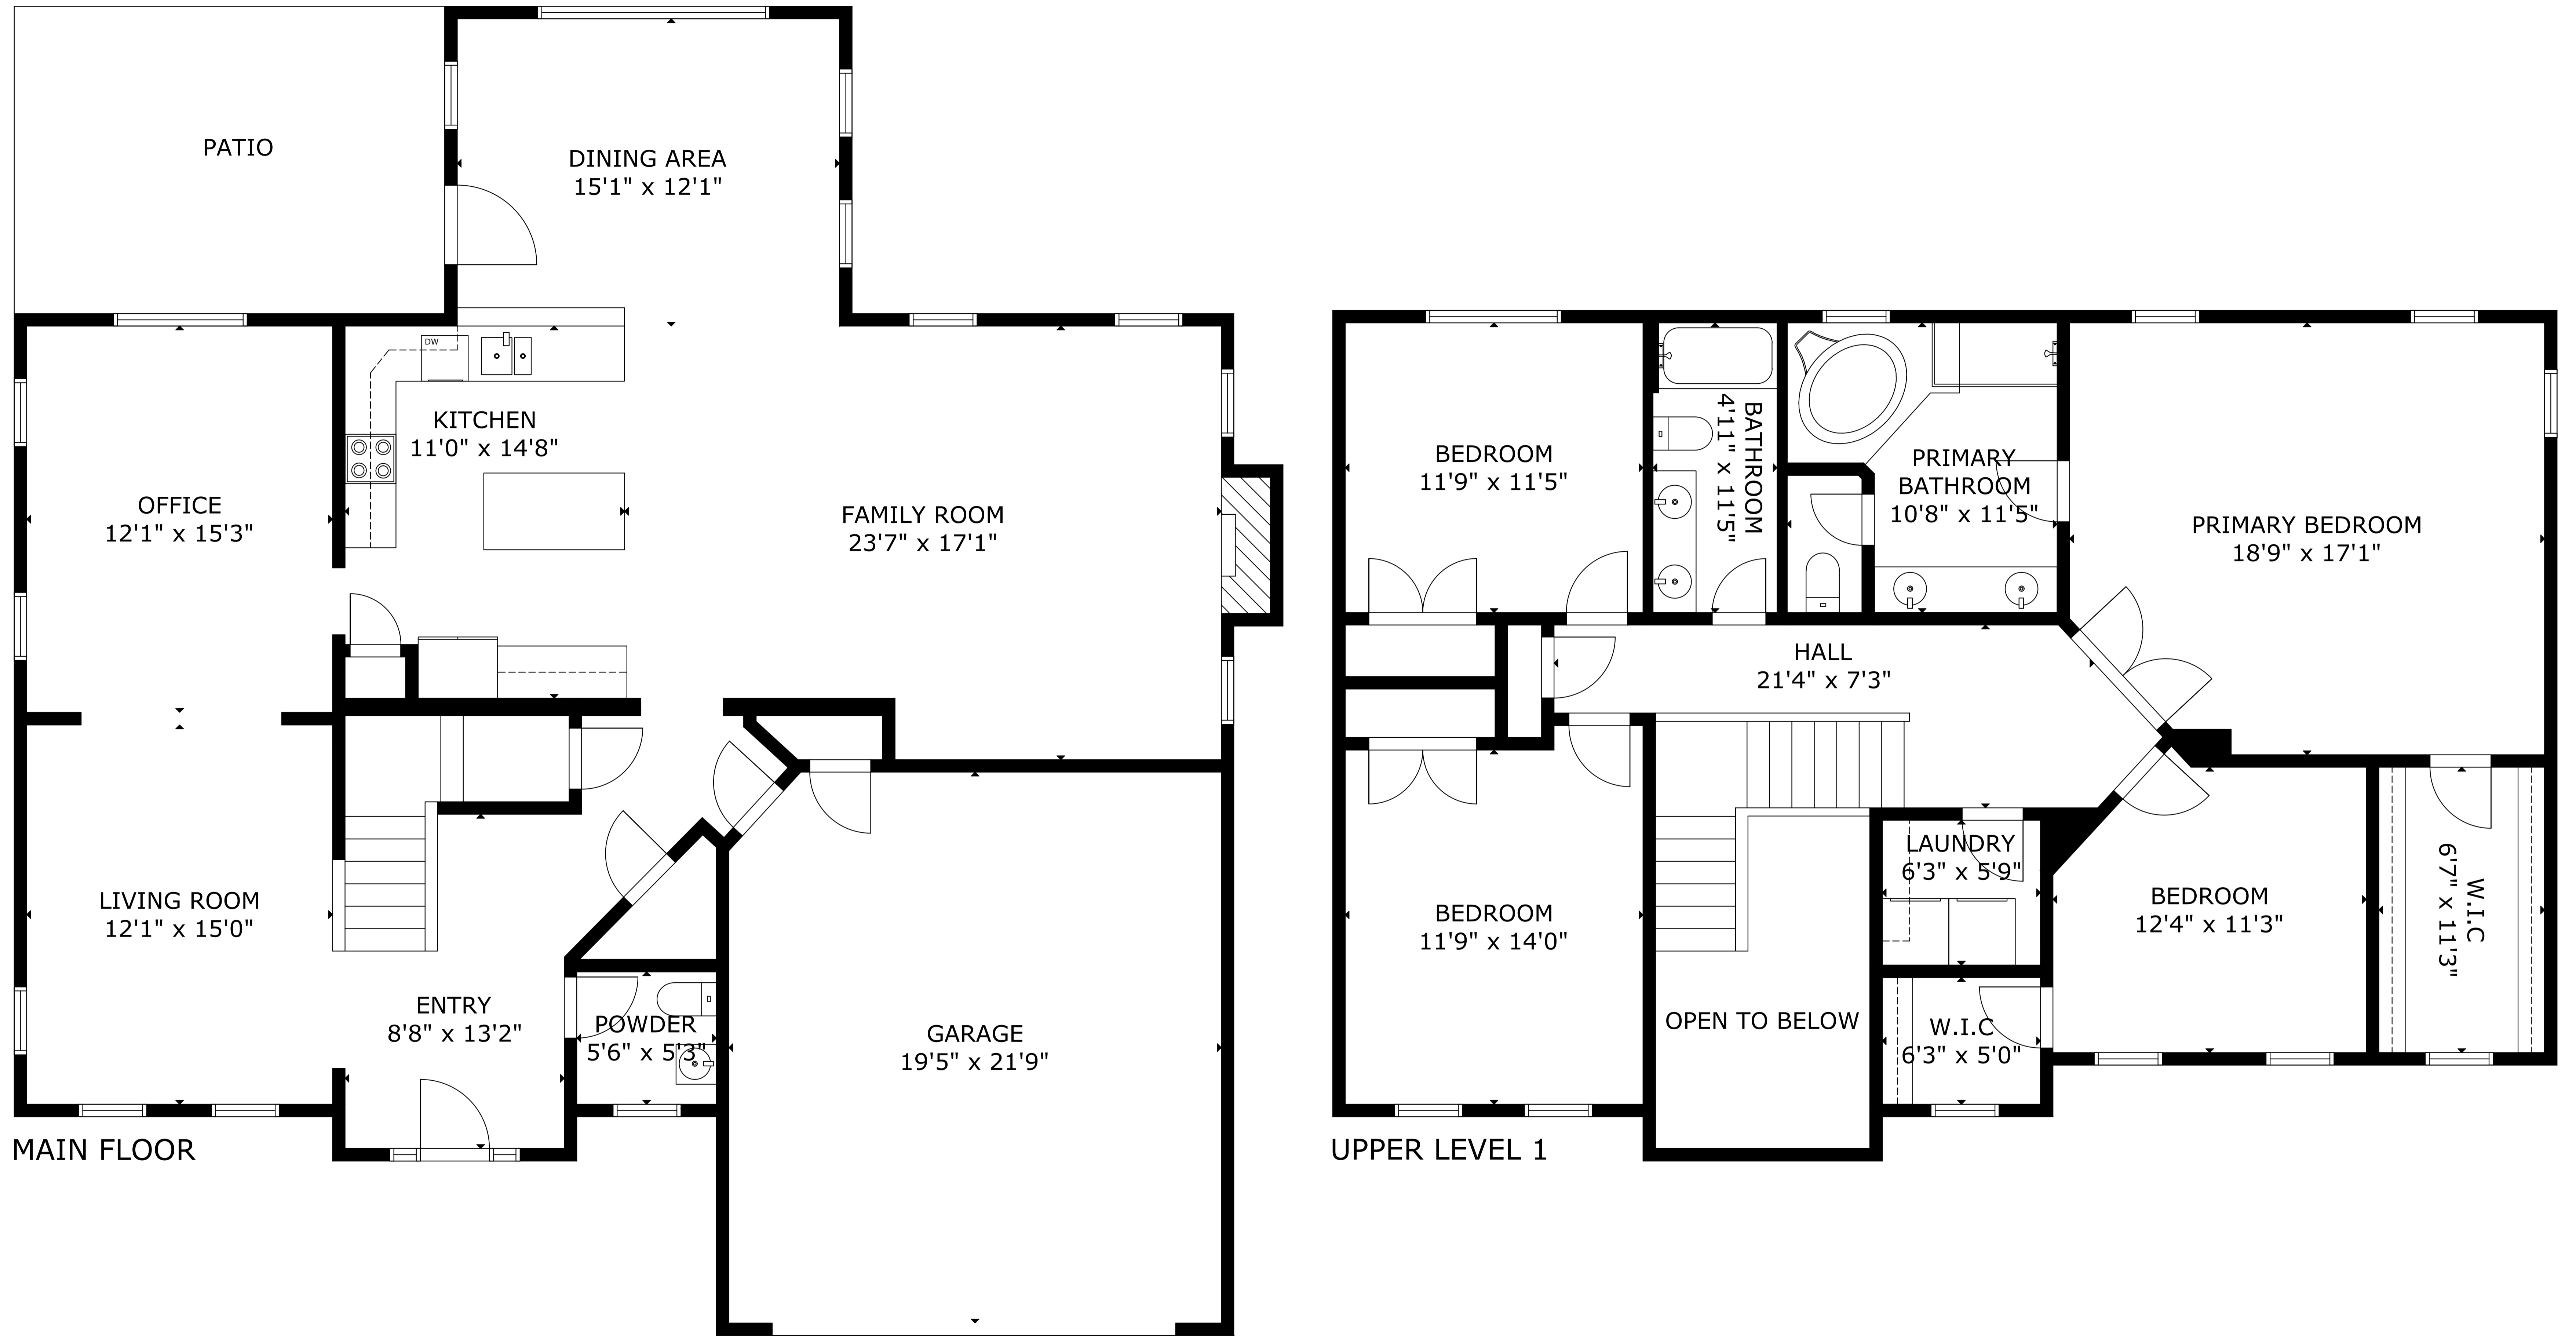 PATIO
DINING AREA
15'1" x 12'1"
DW
KITCHEN
11'0" x 14'8"
OFFICE
12'1" x 15'3"
FAMILY ROOM
23'7" x 17'1"
LIVING ROOM
12'1" x 15'0"
ENTRY
8'8" x 13'2"
POWDER
5'6" x 5'3"
GARAGE
19'5" x 21'9"
MAIN FLOOR
BEDROOM
11'9" x 11'5"
BATHROOM
4'11" x 11'5"
PRIMARY
BATHROOM
10'8" x 11'5"
PRIMARY BEDROOM
18'9" x 17'1"
HALL
21'4" x 7'3"
LAUNDRY
6'3" x 5'9"
BEDROOM
11'9" x 14'0"
BEDROOM
12'4" x 11'3"
W.I.C
6'7" x 11'3"
OPEN TO BELOW
W.I.C
6'3" x 5'0"
UPPER LEVEL 1